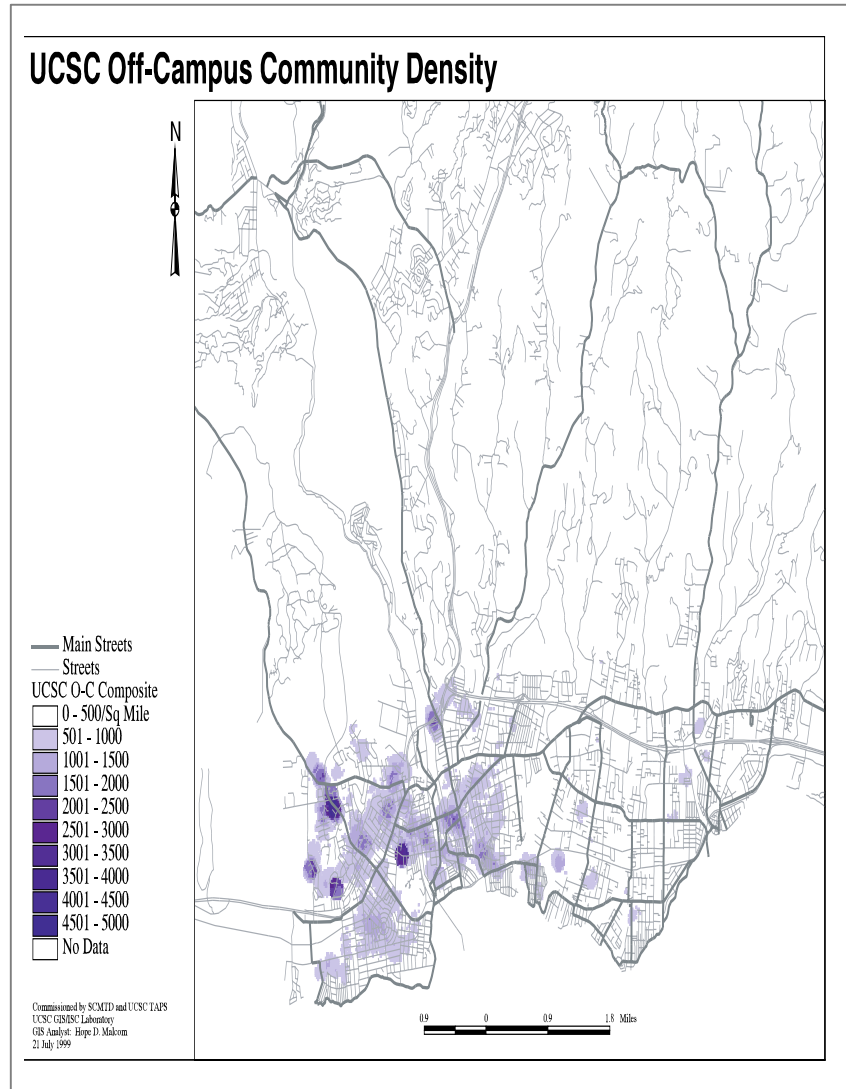 UCSC Off-Campus Community Density
N
Main Streets
Streets
UCSC O-C Composite
0 - 500/Sq Mile
501 - 1000
1001 - 1500
1501 - 2000
2001 - 2500
2501 - 3000
3001 - 3500
3501 - 4000
4001 - 4500
4501 - 5000
No Data
Commissioned by SCMTD and UCSC TAPS
UCSC GIS/ISC Laboratory
GIS Analyst: Hope D. Malcom
21 July 1999
0.9 0 0.9 1.8 Miles